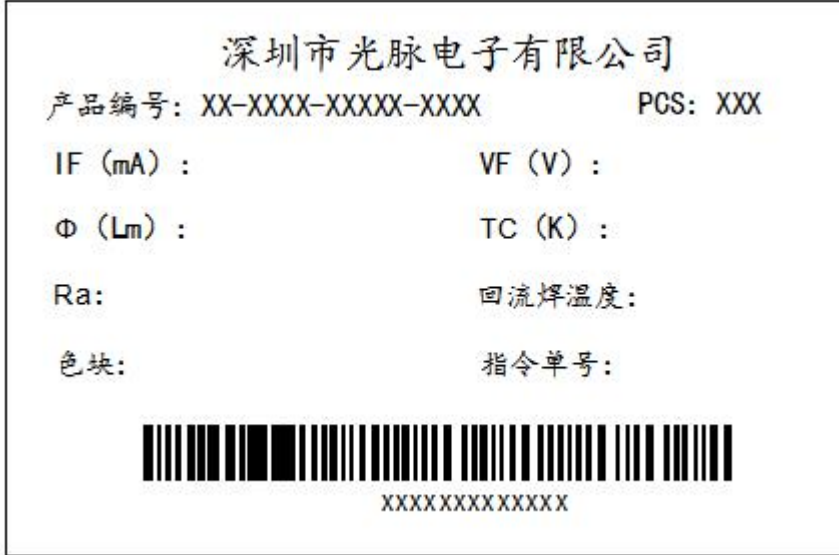 深圳市光脉电子有限公司
产品编号：XX-XXXX-XXXXX-XXXX PCS：XXX
IF（mA）： VF（V）：
Φ（Lm）： TC（K）：
Ra： 回流焊温度：
色块： 指令单号：
XXXXXXXXXXXXX